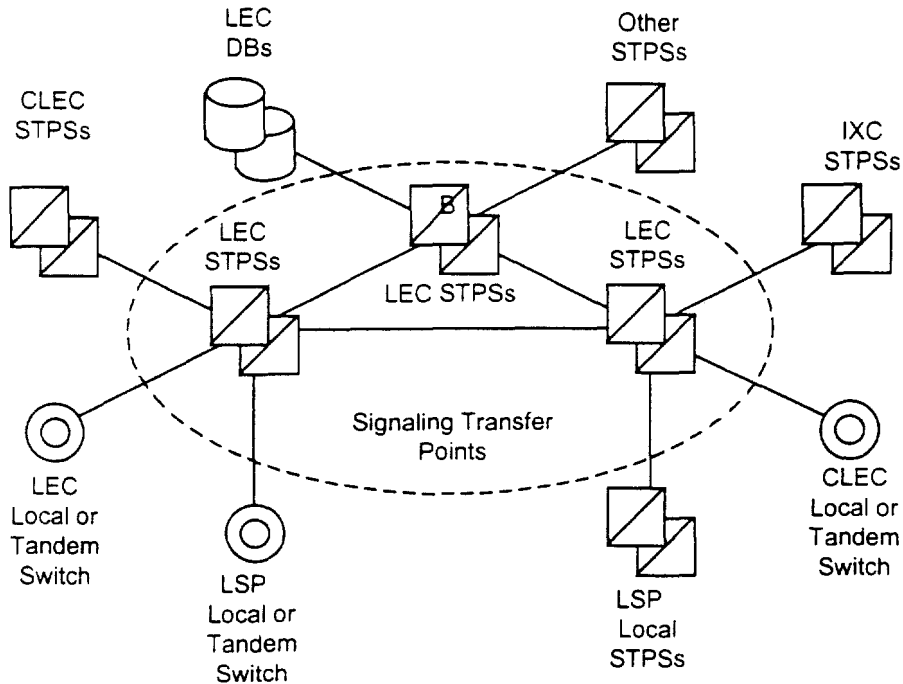 LEC
DBs
Other
STPSs
CLEC
STPSs
IXC
STPSs
B
LEC
STPSs
LEC
STPSs
LEC STPSs
Signaling Transfer
Points
LEC
Local or
Tandem
Switch
CLEC
Local or
Tandem
Switch
LSP
Local or
Tandem
Switch
LSP
Local
STPSs